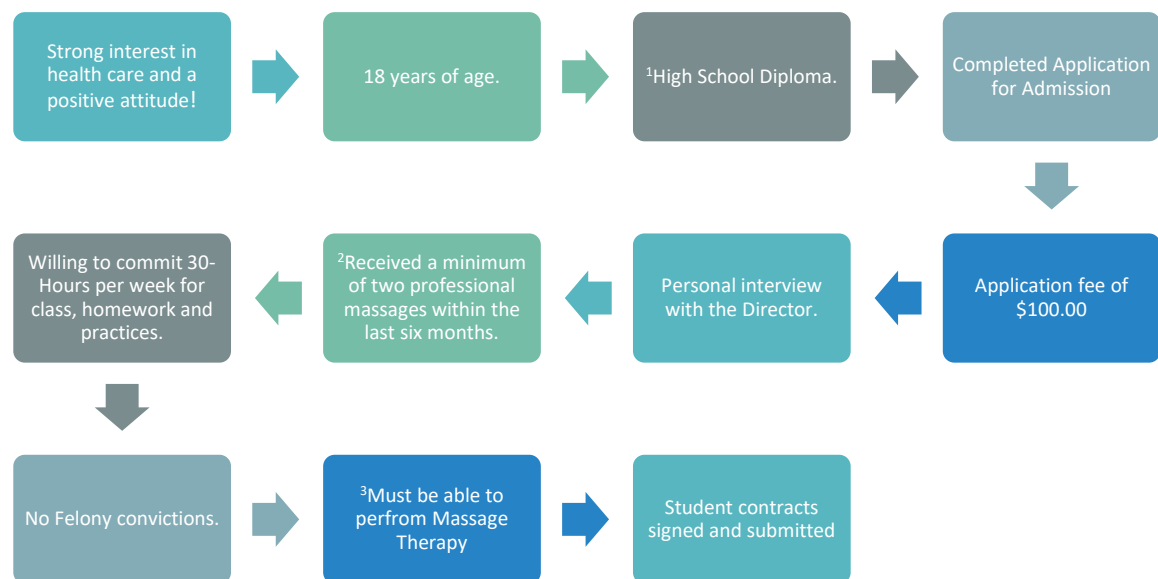 Strong interest in
health care and a
positive attitude!
18 years of age.
¹High School Diploma.
Completed Application
for Admission
Application fee of
$100.00
Personal interview
with the Director.
²Received a minimum
of two professional
massages within the
last six months.
Willing to commit 30-
Hours per week for
class, homework and
practices.
No Felony convictions.
³Must be able to
perfrom Massage
Therapy
Student contracts
signed and submitted